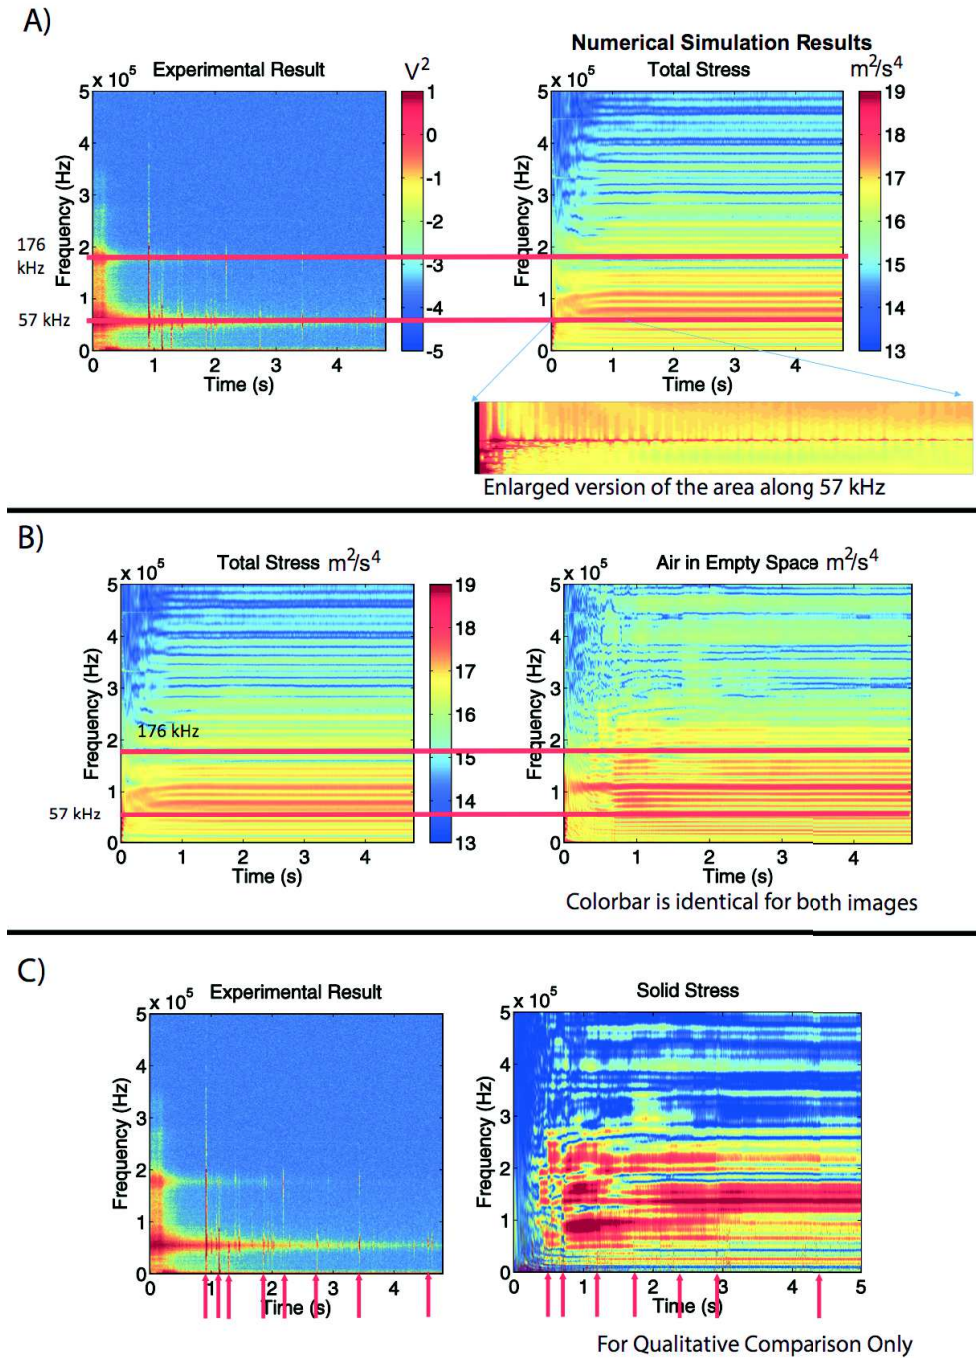 A)
Numerical Simulation Results
Experimental Result
V2
Total Stress
m2/s4
5 x 10 5
4
3
2
1
0
Frequency (Hz)
176 kHz
57 kHz
0 1 2 3 4
Time (s)
1
0
-1
-2
-3
-4
-5
5 x 10 5
4
3
2
1
0
Frequency (Hz)
0 1 2 3 4
Time (s)
19
18
17
16
15
14
13
Enlarged version of the area along 57 kHz
B)
Total Stress m2/s4
Air in Empty Space m2/s4
5 x 10 5
4
3
2
1
0
Frequency (Hz)
176 kHz
57 kHz
0 1 2 3 4
Time (s)
19
18
17
16
15
14
13
5 x 10 5
4
3
2
1
0
Frequency (Hz)
0 1 2 3 4
Time (s)
Colorbar is identical for both images
C)
Experimental Result
Solid Stress
5 x 10 5
4
3
2
1
0
Frequency (Hz)
1 2 3 4
Time (s)
5 x 10 5
4
3
2
1
0
Frequency (Hz)
0 1 2 3 4 5
Time (s)
For Qualitative Comparison Only